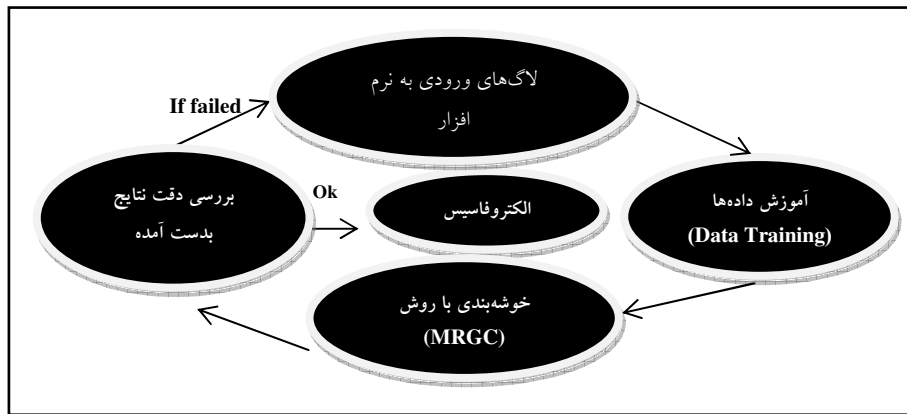 لاگ‌های ورودی به نرم
افزار
If failed
بررسی دقت نتایج
بدست آمده
Ok
الکتروفاسیس
آموزش داده‌ها
(Data Training)
خوشه‌بندی با روش
(MRGC)